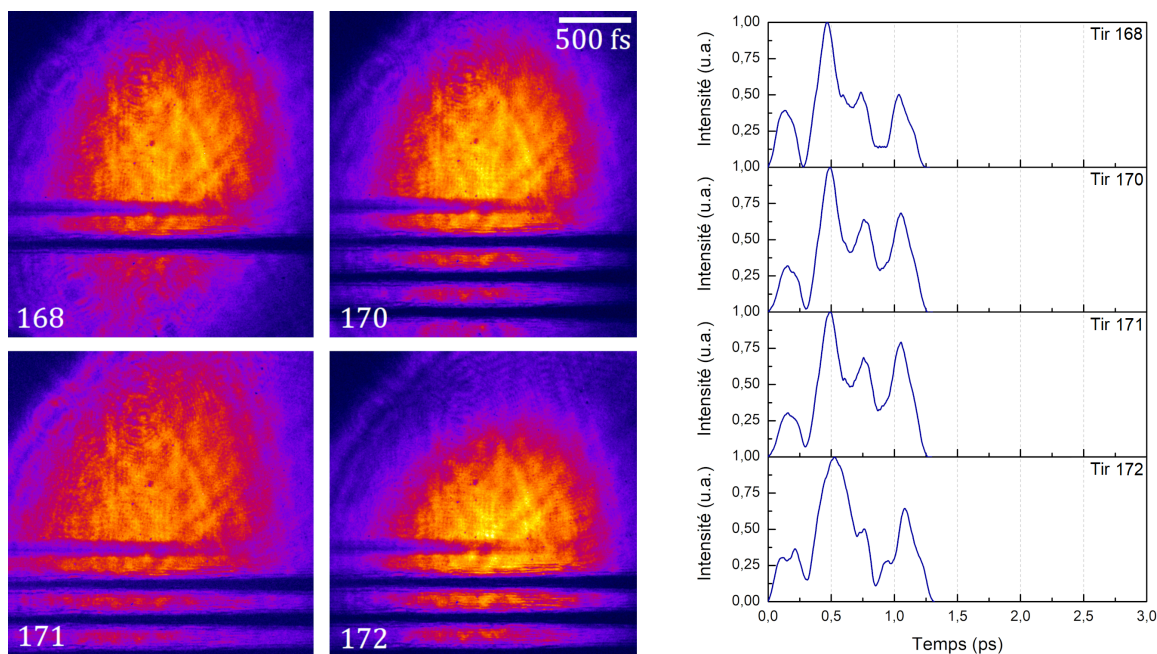 500 fs
168
170
171
172
Tir 168
Intensité (u.a.)
1,00
0,75
0,50
0,25
1,00
Tir 170
Intensité (u.a.)
0,75
0,50
0,25
1,00
Tir 171
Intensité (u.a.)
0,75
0,50
0,25
1,00
Tir 172
Intensité (u.a.)
0,75
0,50
0,25
0,00
0,0 0,5 1,0 1,5 2,0 2,5 3,0
Temps (ps)